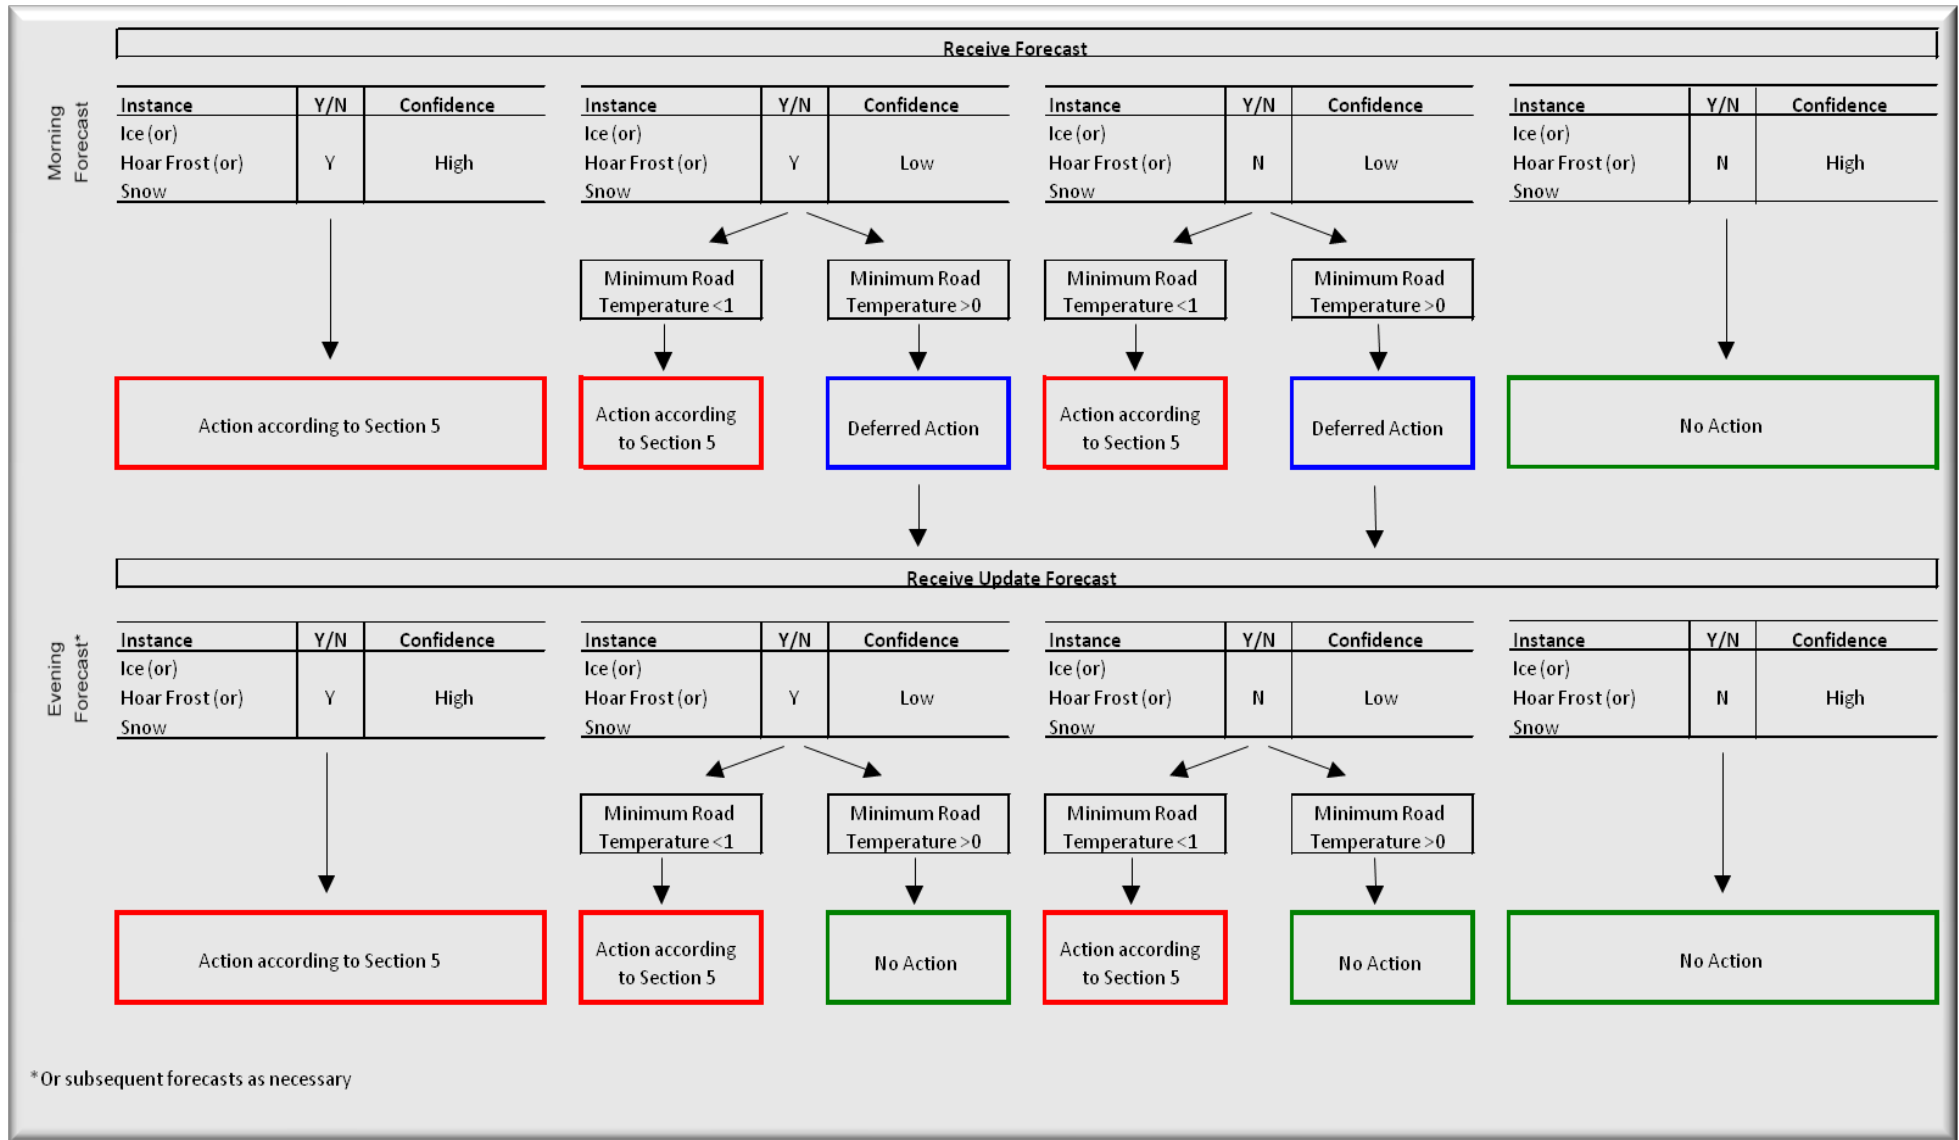 Receive Forecast
Morning
Forecast
Instance Y/N Confidence
Ice (or)
Hoar Frost (or) Y High
Snow
Instance Y/N Confidence
Ice (or)
Hoar Frost (or) Y Low
Snow
Instance Y/N Confidence
Ice (or)
Hoar Frost (or) N Low
Snow
Instance Y/N Confidence
Ice (or)
Hoar Frost (or) N High
Snow
Minimum Road
Temperature <1
Minimum Road
Temperature >0
Minimum Road
Temperature <1
Minimum Road
Temperature >0
Action according to Section 5
Action according
to Section 5
Deferred Action
Action according
to Section 5
Deferred Action
No Action
Receive Update Forecast
Evening
Forecast*
Instance Y/N Confidence
Ice (or)
Hoar Frost (or) Y High
Snow
Instance Y/N Confidence
Ice (or)
Hoar Frost (or) Y Low
Snow
Instance Y/N Confidence
Ice (or)
Hoar Frost (or) N Low
Snow
Instance Y/N Confidence
Ice (or)
Hoar Frost (or) N High
Snow
Minimum Road
Temperature <1
Minimum Road
Temperature >0
Minimum Road
Temperature <1
Minimum Road
Temperature >0
Action according to Section 5
Action according
to Section 5
No Action
Action according
to Section 5
No Action
No Action
*Or subsequent forecasts as necessary